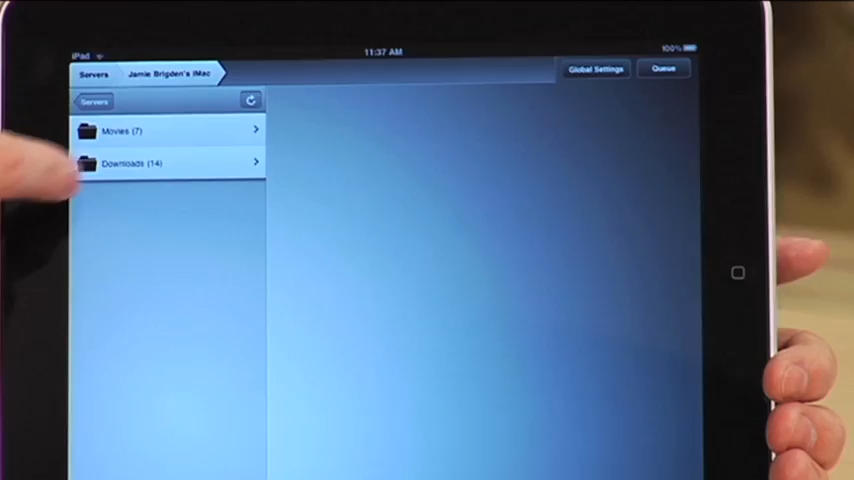 iPad
11:37 AM
100%
Servers
Jamie Brigden's iMac
Global Settings
Queue
Servers
Movies (7)
Downloads (14)